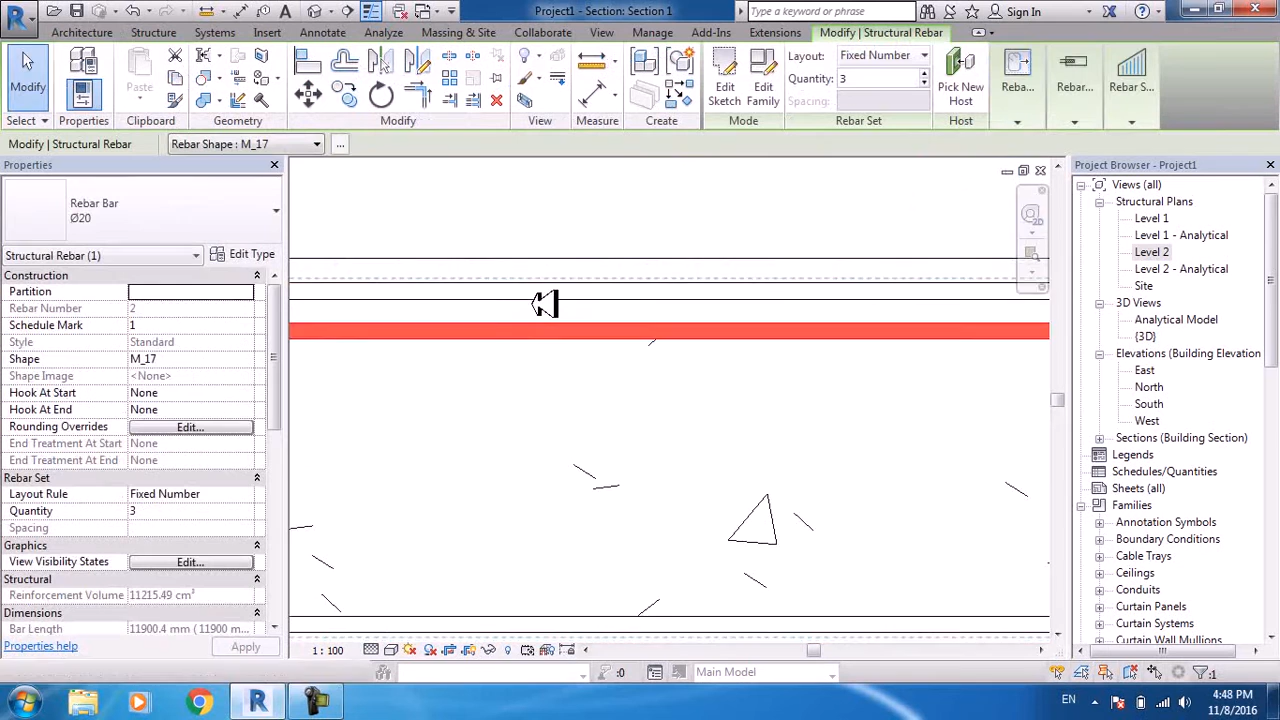 Project1 - Section: Section 1
Type a keyword or phrase
Sign In
Architecture Structure Systems Insert Annotate Analyze Massing & Site Collaborate View Manage Add-Ins Extensions Modify | Structural Rebar
Modify
Paste
Edit Sketch
Edit Family
Layout: Fixed Number
Quantity: 3
Spacing:
Pick New Host
Reba...
Rebar...
Rebar S...
Select Properties Clipboard Geometry Modify View Measure Create Mode Rebar Set Host
Modify | Structural Rebar
Rebar Shape : M_17
...
Properties
Rebar Bar
Ø20
Structural Rebar (1)
Edit Type
Construction
Partition
Rebar Number 2
Schedule Mark 1
Style Standard
Shape M_17
Shape Image <None>
Hook At Start None
Hook At End None
Rounding Overrides Edit...
End Treatment At Start None
End Treatment At End None
Rebar Set
Layout Rule Fixed Number
Quantity 3
Spacing
Graphics
View Visibility States Edit...
Structural
Reinforcement Volume 11215.49 cm³
Dimensions
Bar Length 11900.4 mm (11900 m...
Properties help
Apply
2D
Project Browser - Project1
Views (all)
Structural Plans
Level 1
Level 1 - Analytical
Level 2
Level 2 - Analytical
Site
3D Views
Analytical Model
{3D}
Elevations (Building Elevation
East
North
South
West
Sections (Building Section)
Legends
Schedules/Quantities
Sheets (all)
Families
Annotation Symbols
Boundary Conditions
Cable Trays
Ceilings
Conduits
Curtain Panels
Curtain Systems
Curtain Wall Mullions
1 : 100
:0
Main Model
:1
EN
4:48 PM
11/8/2016